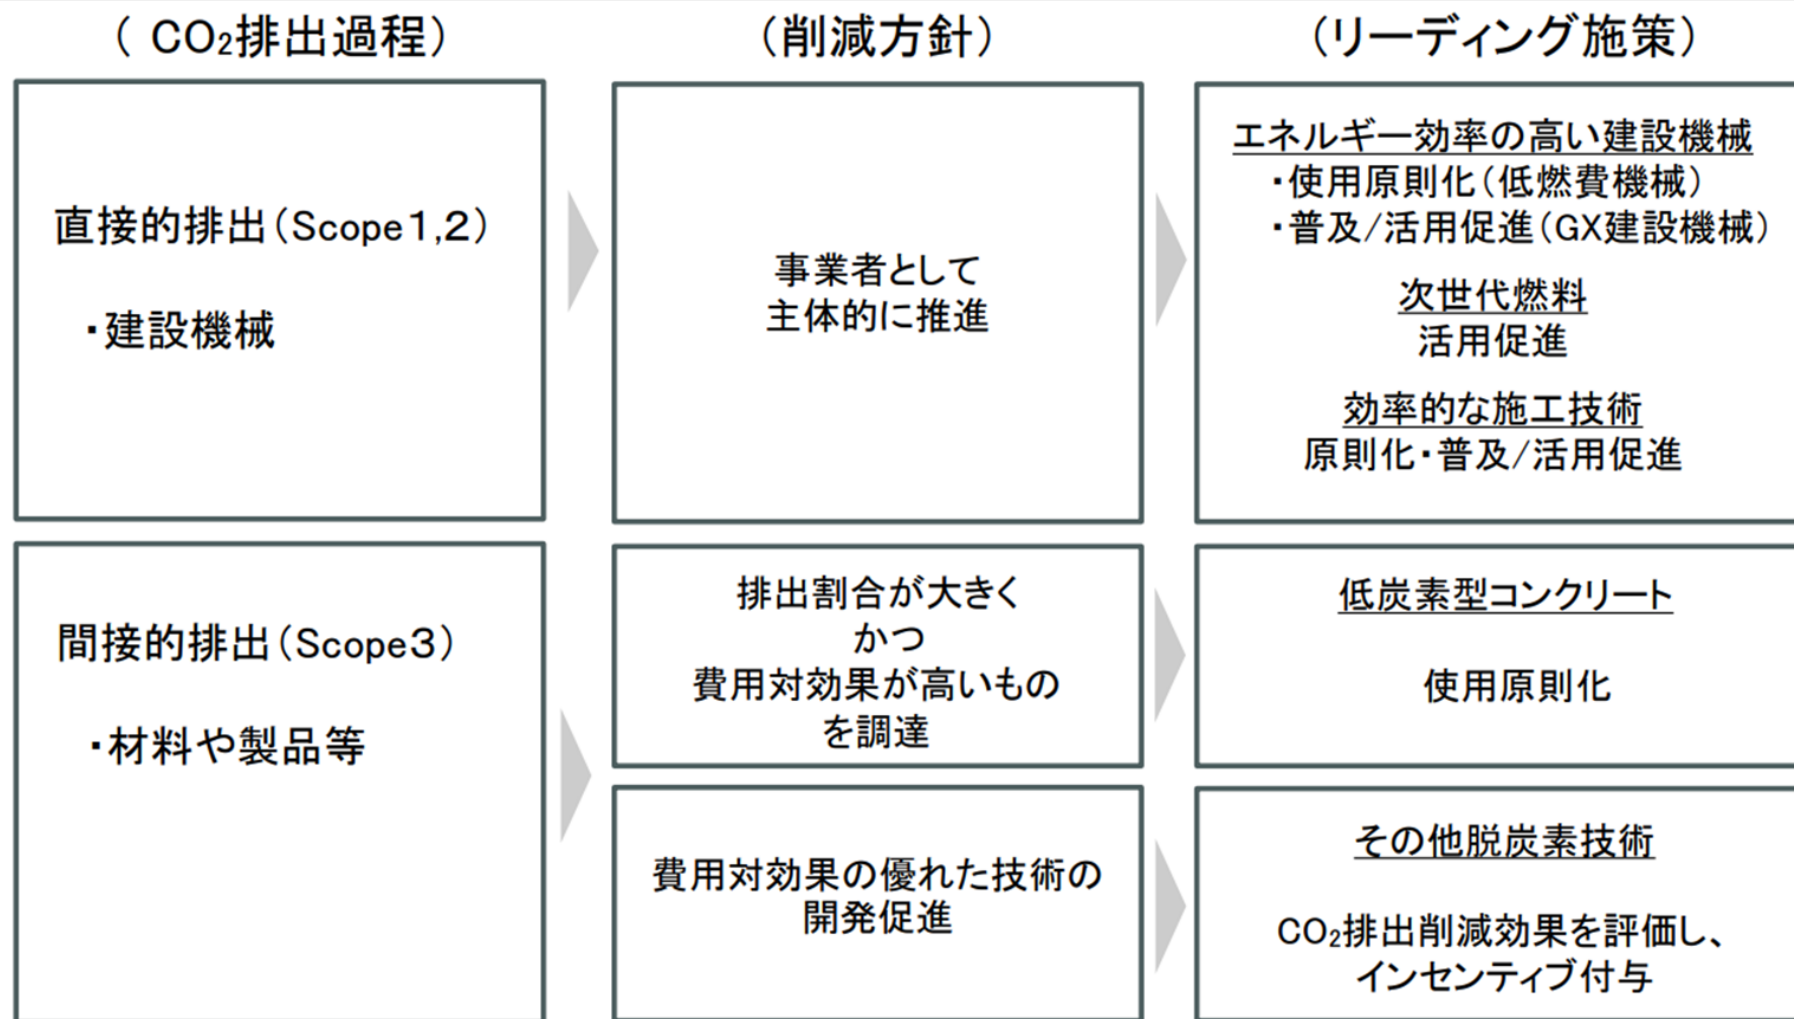 （ CO₂排出過程）
（削減方針）
（リーディング施策）
直接的排出（Scope１,２）
・建設機械
事業者として
主体的に推進
エネルギー効率の高い建設機械
・使用原則化（低燃費機械）
・普及/活用促進（GX建設機械）
次世代燃料
活用促進
効率的な施工技術
原則化・普及/活用促進
間接的排出（Scope３）
・材料や製品等
排出割合が大きく
かつ
費用対効果が高いもの
を調達
低炭素型コンクリート
使用原則化
費用対効果の優れた技術の
開発促進
その他脱炭素技術
CO₂排出削減効果を評価し、
インセンティブ付与